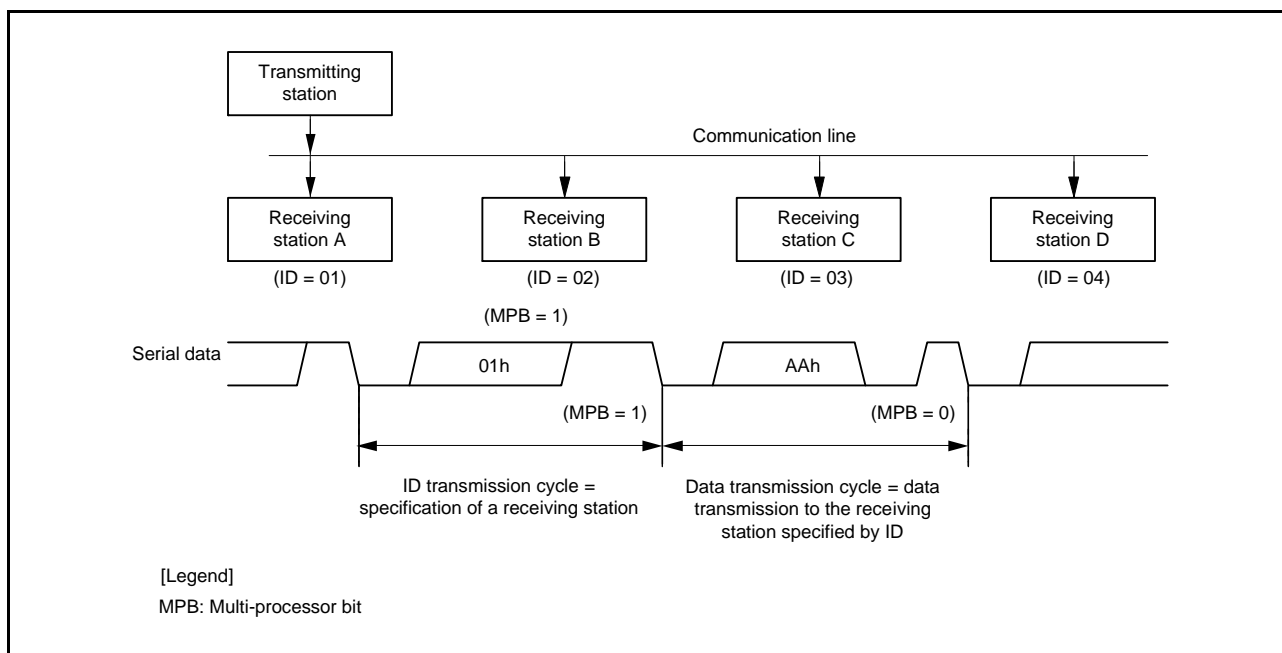 Transmitting
station
Communication line
Receiving
station A
Receiving
station B
Receiving
station C
Receiving
station D
(ID = 01)
(ID = 02)
(ID = 03)
(ID = 04)
(MPB = 1)
Serial data
01h
AAh
(MPB = 1)
(MPB = 0)
ID transmission cycle =
specification of a receiving station
Data transmission cycle = data
transmission to the receiving
station specified by ID
[Legend]
MPB: Multi-processor bit